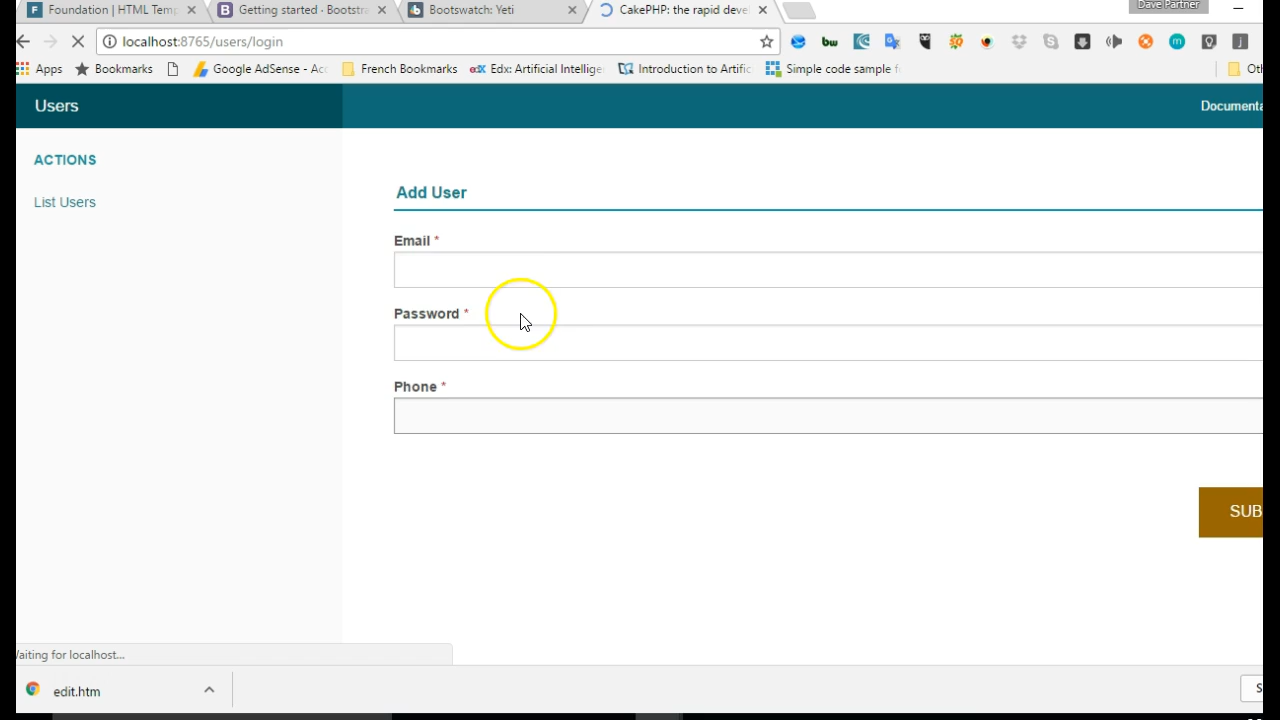 Dave Partner
Foundation | HTML Temp
Getting started · Bootstra
Bootswatch: Yeti
CakePHP: the rapid deve
localhost:8765/users/login
Apps
Bookmarks
Google AdSense - Acc
French Bookmarks
Edx: Artificial Intellige
Introduction to Artific
Simple code sample f
Oth
Users
Documenta
ACTIONS
List Users
Add User
Email *
Password *
Phone *
SUB
Waiting for localhost...
edit.htm
S